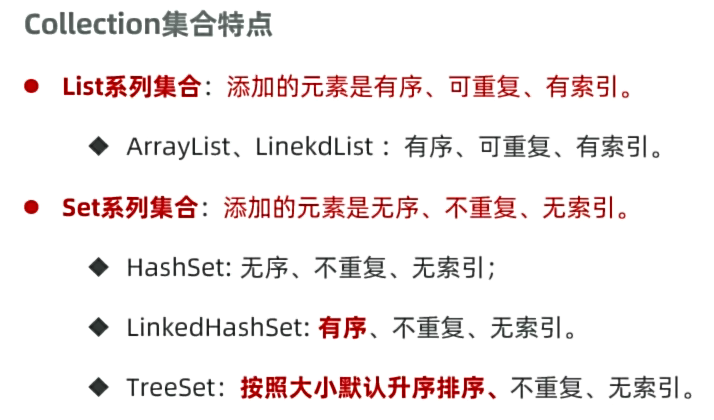 Collection集合特点
List系列集合：添加的元素是有序、可重复、有索引。
ArrayList、LinekdList ：有序、可重复、有索引。
Set系列集合：添加的元素是无序、不重复、无索引。
HashSet: 无序、不重复、无索引；
LinkedHashSet: 有序、不重复、无索引。
TreeSet：按照大小默认升序排序、不重复、无索引。